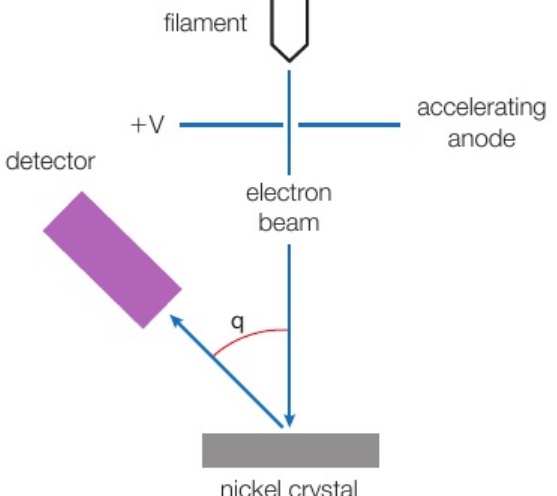 filament
+V
accelerating
anode
detector
electron
beam
q
nickel crystal